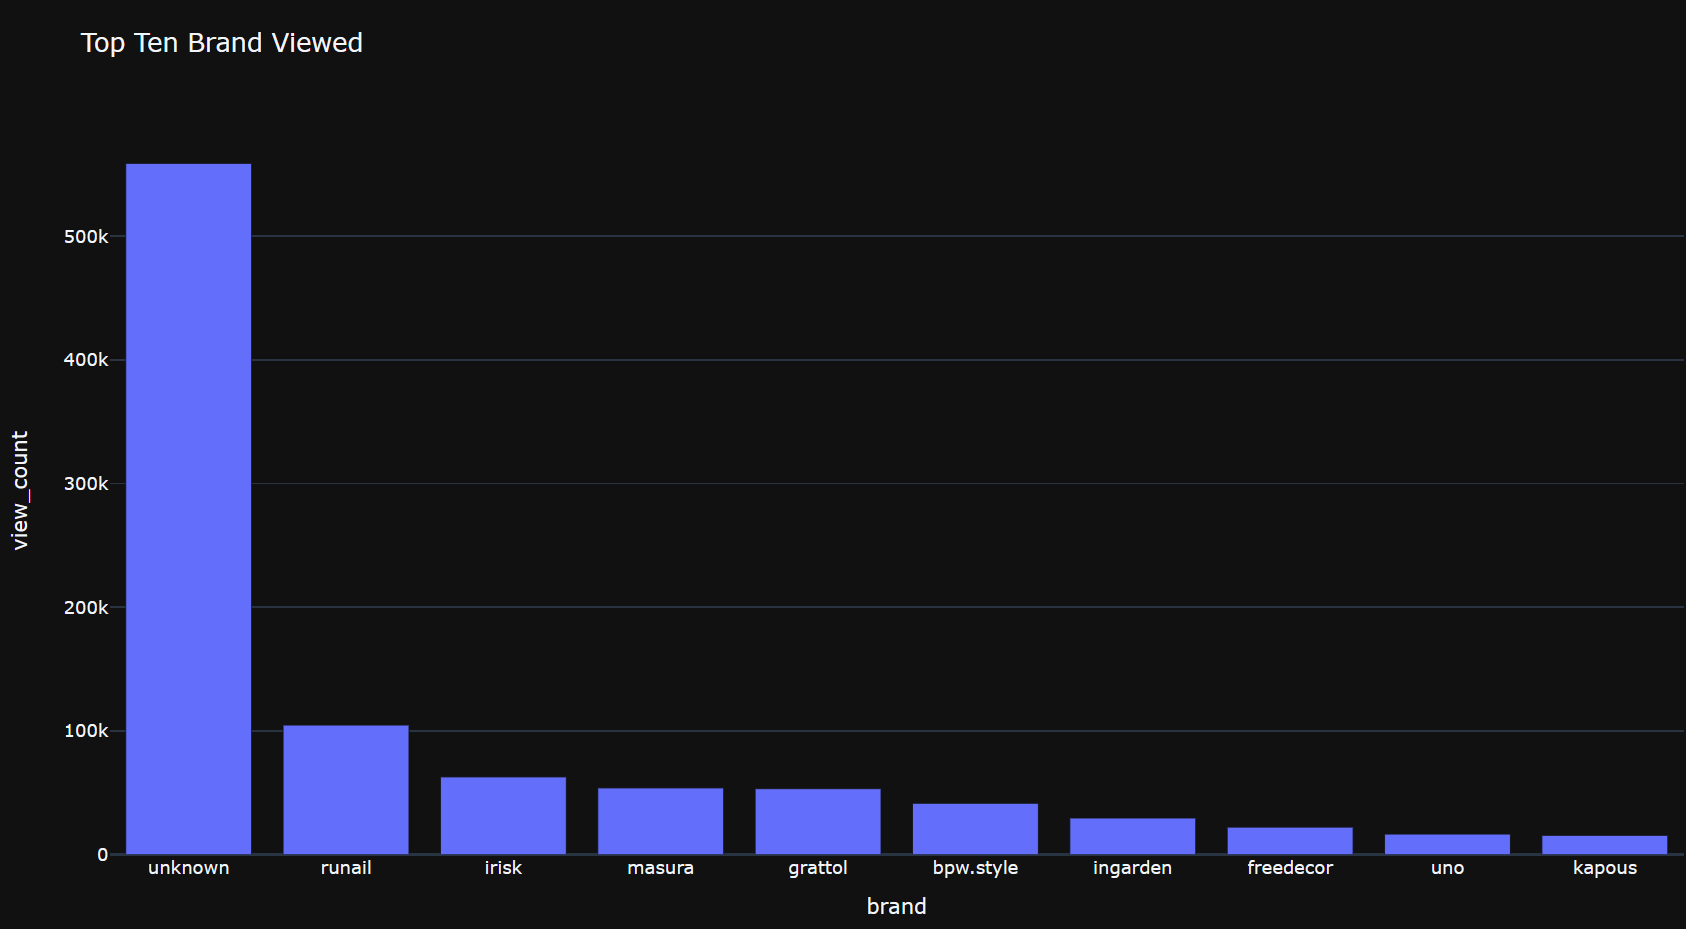 Top Ten Brand Viewed
view_count
500k
400k
300k
200k
100k
0
unknown runail irisk masura grattol bpw.style ingarden freedecor uno kapous
brand